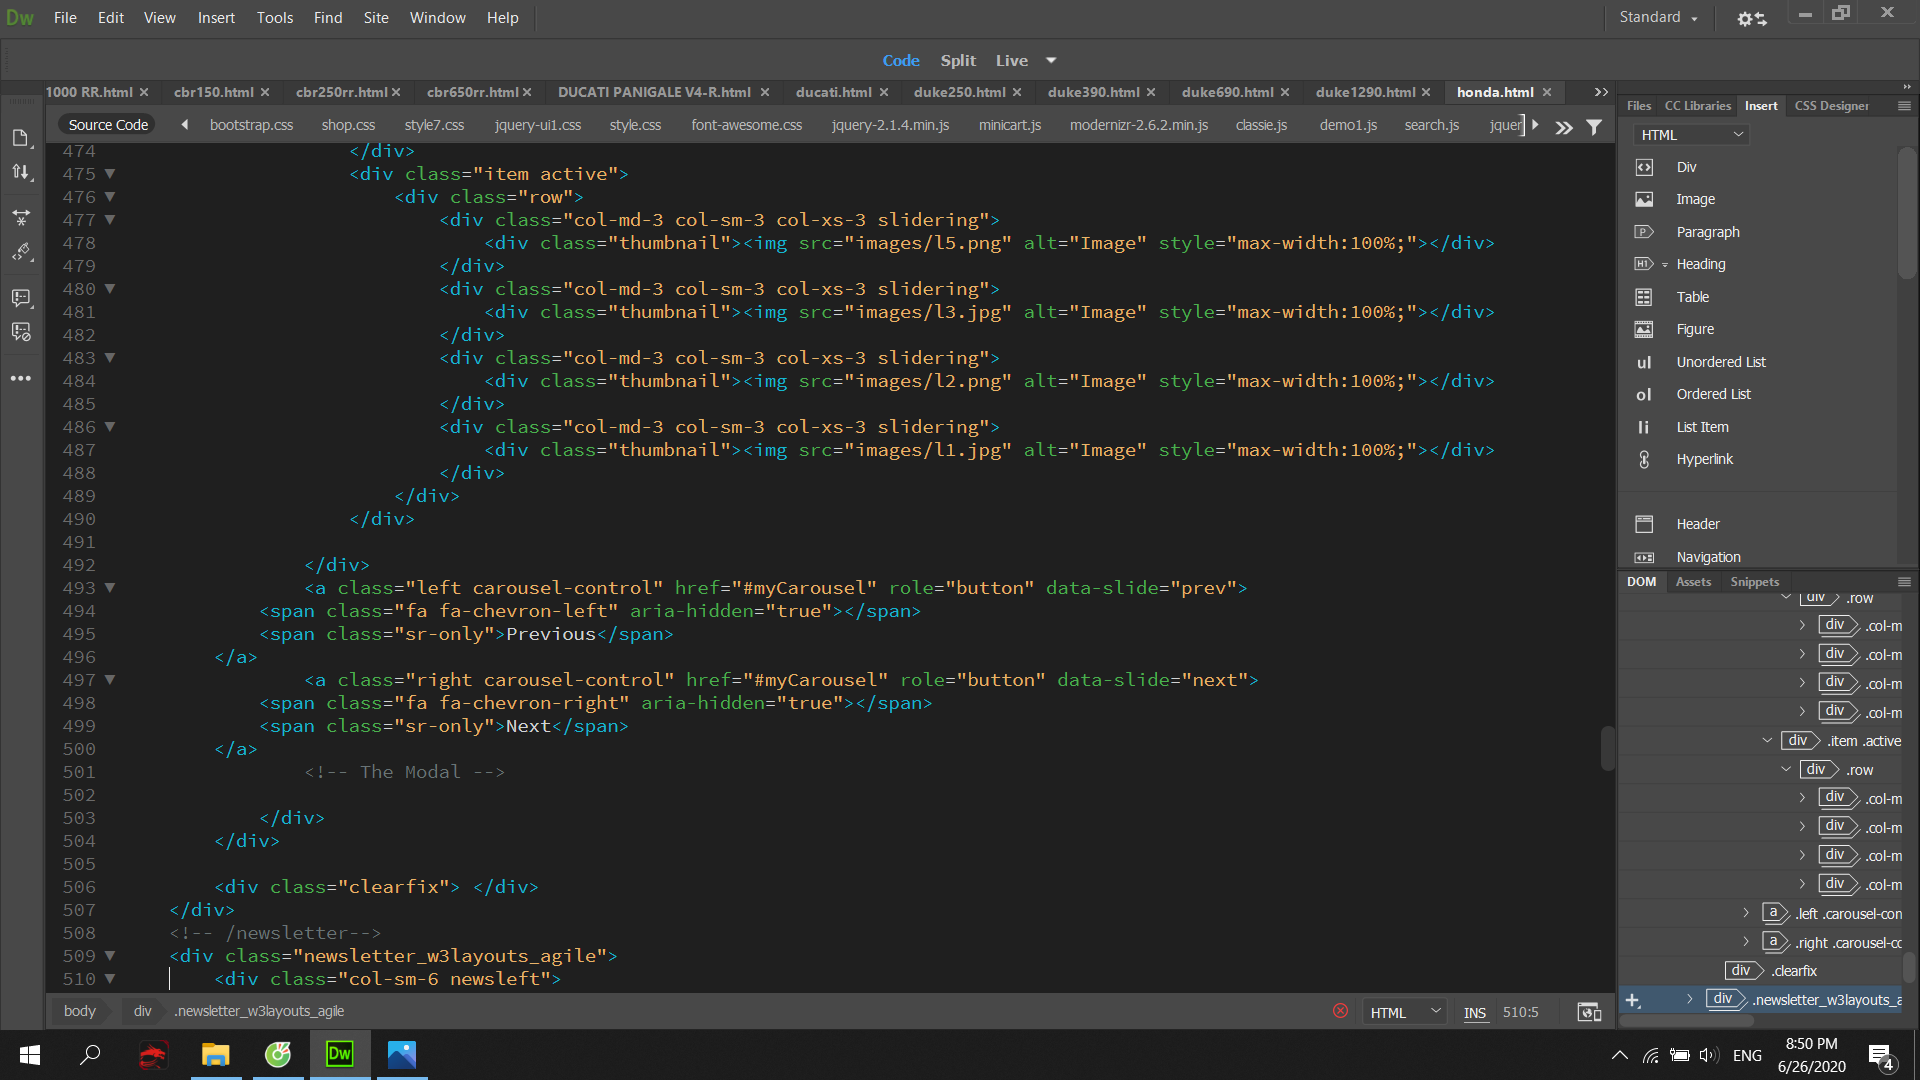 Dw File Edit View Insert Tools Find Site Window Help Standard
Code Split Live
1000 RR.html cbr150.html cbr250rr.html cbr650rr.html DUCATI PANIGALE V4-R.html ducati.html duke250.html duke390.html duke690.html duke1290.html honda.html
Source Code bootstrap.css shop.css style7.css jquery-ui1.css style.css font-awesome.css jquery-2.1.4.min.js minicart.js modernizr-2.6.2.min.js classie.js demo1.js search.js jquer
474 </div>
475 <div class="item active">
476 <div class="row">
477 <div class="col-md-3 col-sm-3 col-xs-3 slidering">
478 <div class="thumbnail"><img src="images/l5.png" alt="Image" style="max-width:100%;"></div>
479 </div>
480 <div class="col-md-3 col-sm-3 col-xs-3 slidering">
481 <div class="thumbnail"><img src="images/l3.jpg" alt="Image" style="max-width:100%;"></div>
482 </div>
483 <div class="col-md-3 col-sm-3 col-xs-3 slidering">
484 <div class="thumbnail"><img src="images/l2.png" alt="Image" style="max-width:100%;"></div>
485 </div>
486 <div class="col-md-3 col-sm-3 col-xs-3 slidering">
487 <div class="thumbnail"><img src="images/l1.jpg" alt="Image" style="max-width:100%;"></div>
488 </div>
489 </div>
490 </div>
491
492 </div>
493 <a class="left carousel-control" href="#myCarousel" role="button" data-slide="prev">
494 <span class="fa fa-chevron-left" aria-hidden="true"></span>
495 <span class="sr-only">Previous</span>
496 </a>
497 <a class="right carousel-control" href="#myCarousel" role="button" data-slide="next">
498 <span class="fa fa-chevron-right" aria-hidden="true"></span>
499 <span class="sr-only">Next</span>
500 </a>
501 <!-- The Modal -->
502
503 </div>
504 </div>
505
506 <div class="clearfix"> </div>
507 </div>
508 <!-- /newsletter-->
509 <div class="newsletter_w3layouts_agile">
510 <div class="col-sm-6 newsleft">
body div .newsletter_w3layouts_agile HTML INS 510:5
Files CC Libraries Insert CSS Designer
HTML
Div
Image
P Paragraph
H1 Heading
Table
Figure
ul Unordered List
ol Ordered List
li List Item
Hyperlink
Header
Navigation
DOM Assets Snippets
div .row
div .col-m
div .col-m
div .col-m
div .col-m
div .item .active
div .row
div .col-m
div .col-m
div .col-m
div .col-m
a .left .carousel-con
a .right .carousel-co
div .clearfix
div .newsletter_w3layouts_a
Dw
ENG
8:50 PM
6/26/2020
4